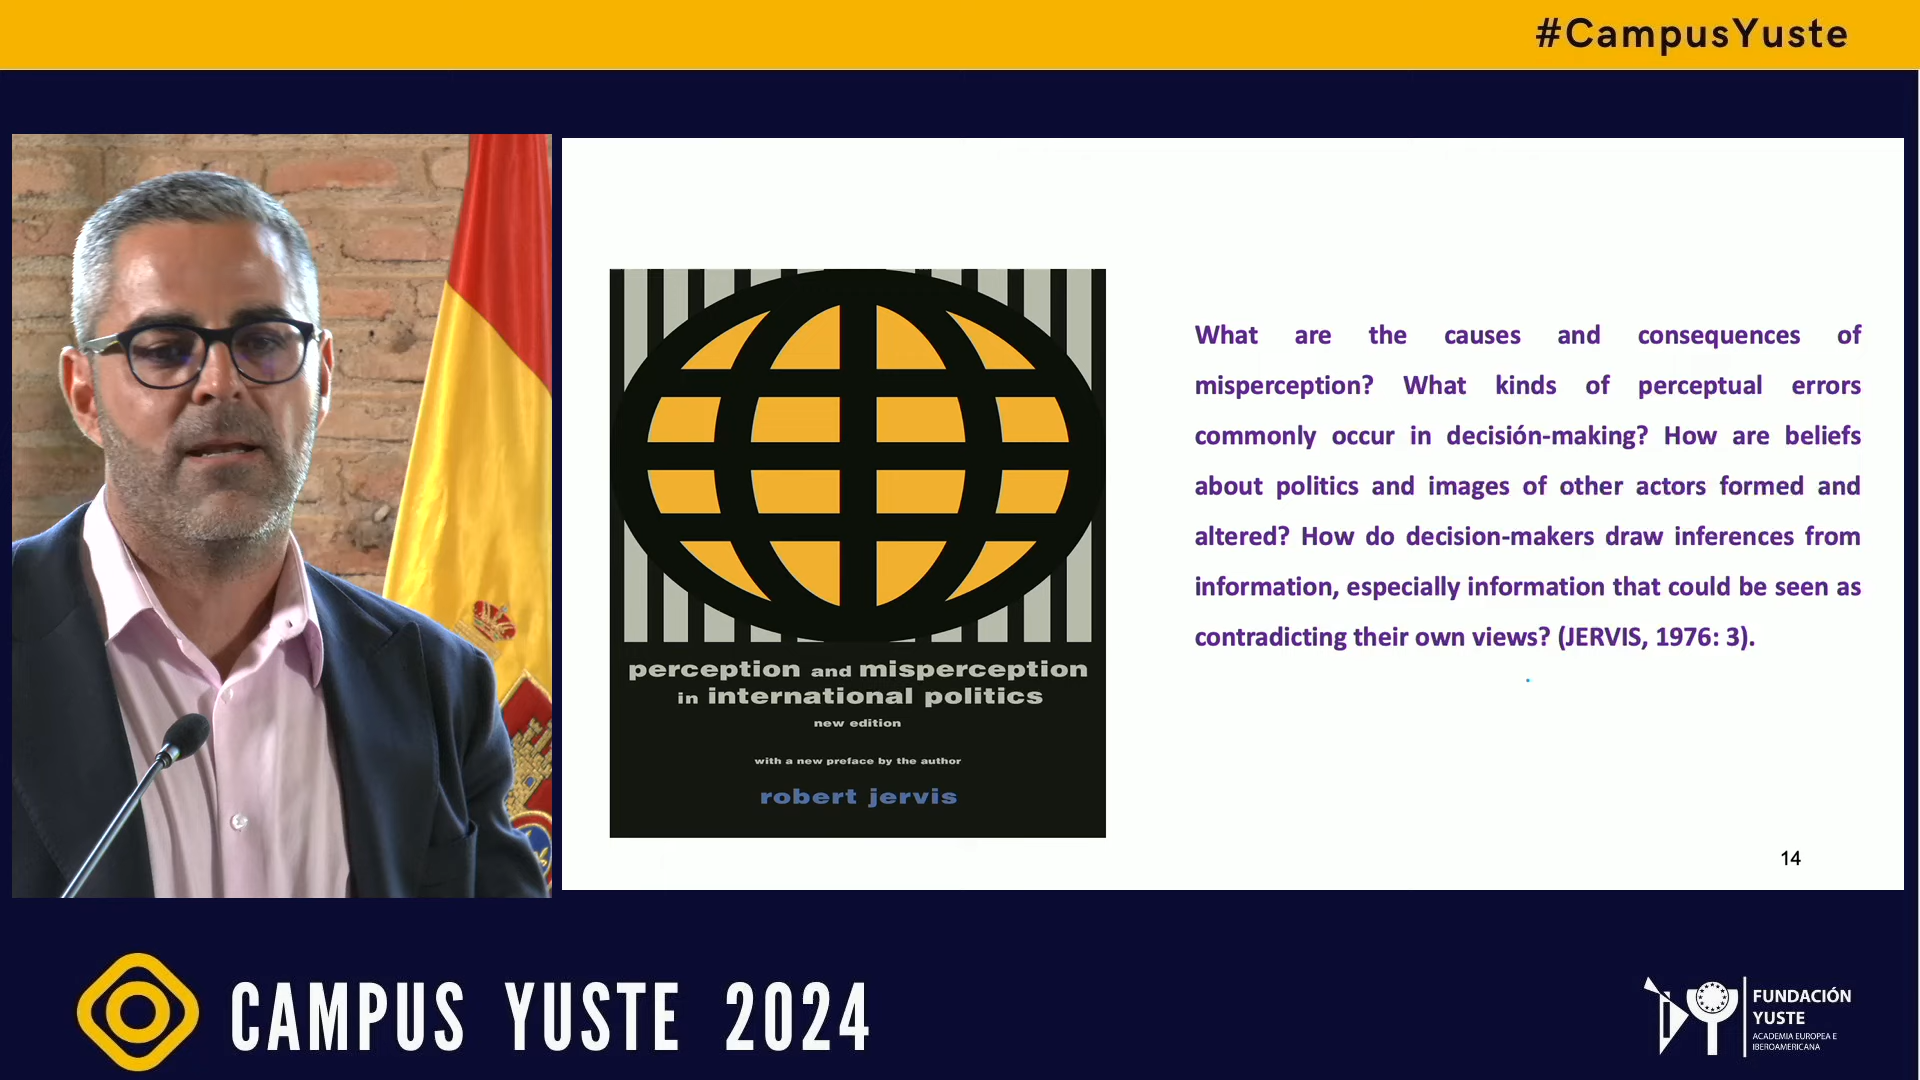 #CampusYuste
perception and misperception
in international politics
new edition
with a new preface by the author
robert jervis
What are the causes and consequences of
misperception? What kinds of perceptual errors
commonly occur in decisión-making? How are beliefs
about politics and images of other actors formed and
altered? How do decision-makers draw inferences from
information, especially information that could be seen as
contradicting their own views? (JERVIS, 1976: 3).
14
CAMPUS YUSTE 2024
FUNDACIÓN
YUSTE
ACADEMIA EUROPEA E
IBEROAMERICANA